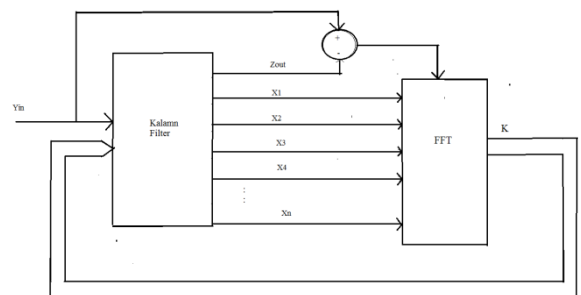 +
-
Zout
X1
Yin
Kalamn
Filter
X2
K
X3
FFT
X4
Xn